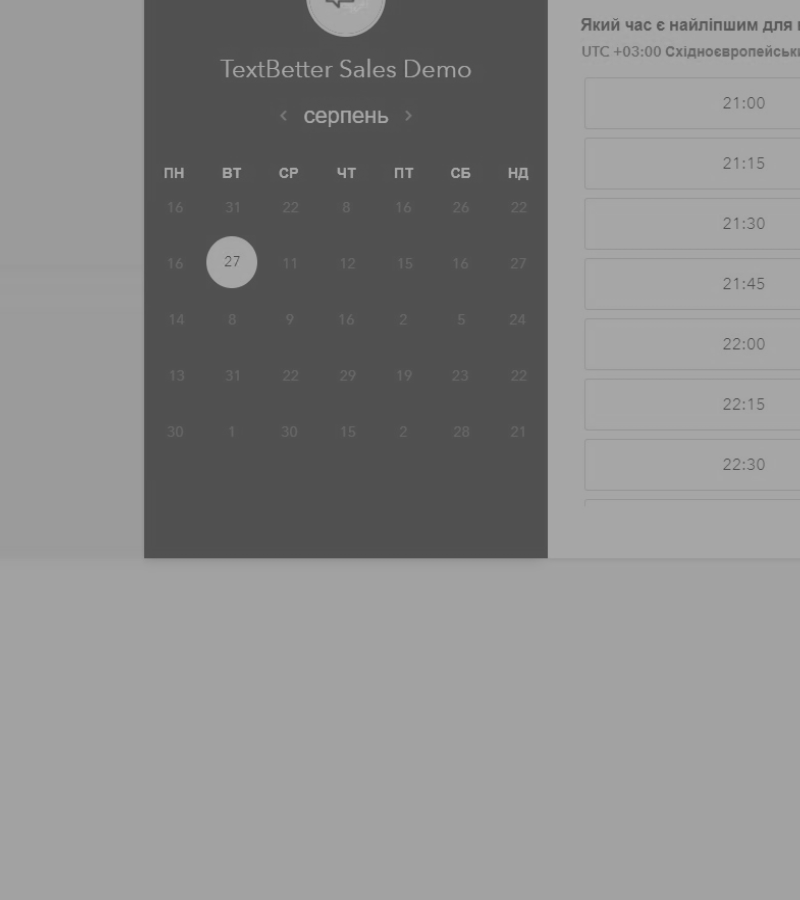 TextBetter Sales Demo
‹ серпень ›
ПН ВТ СР ЧТ ПТ СБ НД
16 31 22 8 16 26 22
16 27 11 12 15 16 27
14 8 9 16 2 5 24
13 31 22 29 19 23 22
30 1 30 15 2 28 21
Який час є найліпшим для
UTC +03:00
21:00
21:15
21:30
21:45
22:00
22:15
22:30